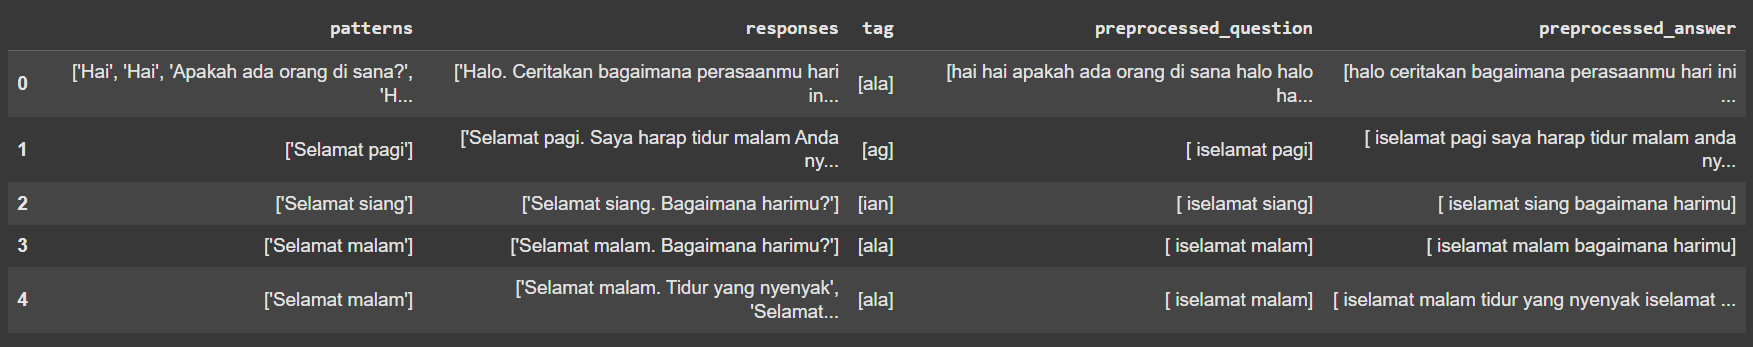 patterns responses tag preprocessed_question preprocessed_answer
0 ['Hai', 'Hai', 'Apakah ada orang di sana?', 'H... ['Halo. Ceritakan bagaimana perasaanmu hari in... [ala] [hai hai apakah ada orang di sana halo halo ha... [halo ceritakan bagaimana perasaanmu hari ini ...
1 ['Selamat pagi'] ['Selamat pagi. Saya harap tidur malam Anda ny... [ag] [ iselamat pagi] [ iselamat pagi saya harap tidur malam anda ny...
2 ['Selamat siang'] ['Selamat siang. Bagaimana harimu?'] [ian] [ iselamat siang] [ iselamat siang bagaimana harimu]
3 ['Selamat malam'] ['Selamat malam. Bagaimana harimu?'] [ala] [ iselamat malam] [ iselamat malam bagaimana harimu]
4 ['Selamat malam'] ['Selamat malam. Tidur yang nyenyak', 'Selamat... [ala] [ iselamat malam] [ iselamat malam tidur yang nyenyak iselamat ...